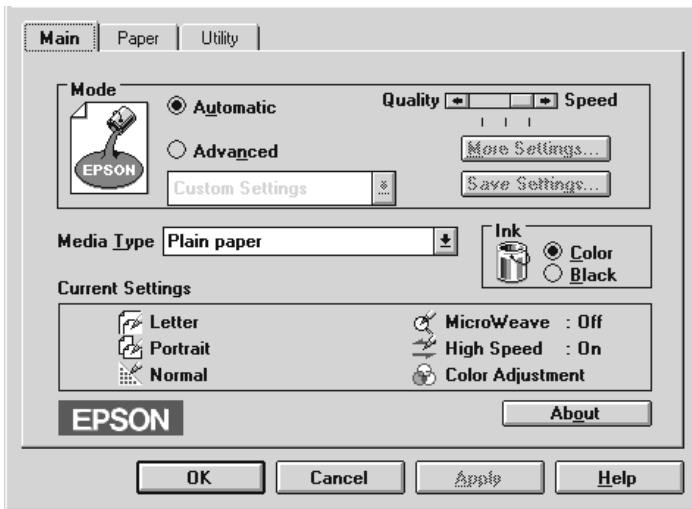 Main Paper Utility
Mode
Automatic Quality Speed
EPSON
Advanced More Settings...
Custom Settings Save Settings...
Media Type Plain paper
Ink
Color
Black
Current Settings
Letter MicroWeave : Off
Portrait High Speed : On
Normal Color Adjustment
EPSON About
OK Cancel Apply Help